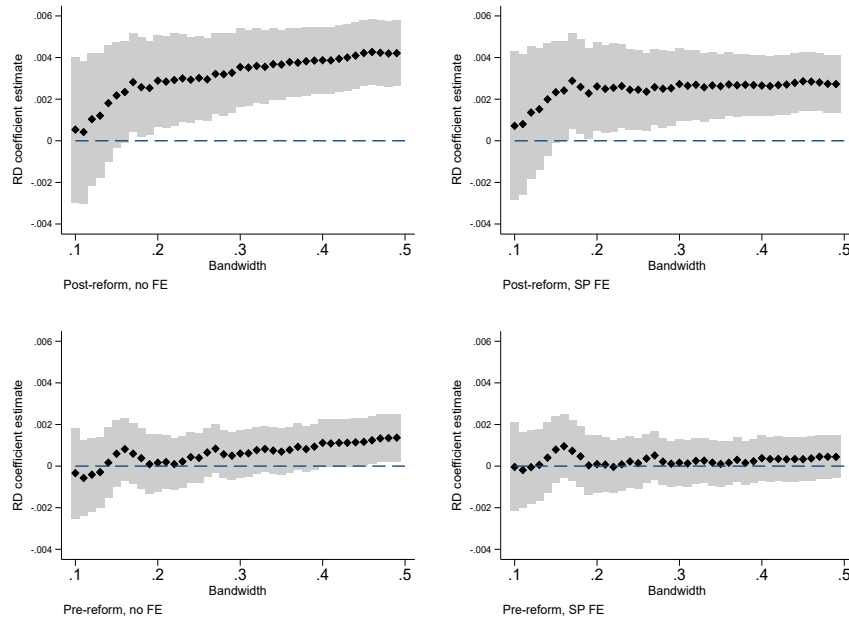 .006
.004
.002
0
-.002
-.004
RD coefficient estimate
.1 .2 .3 .4 .5
Bandwidth
Post-reform, no FE
.006
.004
.002
0
-.002
-.004
RD coefficient estimate
.1 .2 .3 .4 .5
Bandwidth
Post-reform, SP FE
.006
.004
.002
0
-.002
-.004
RD coefficient estimate
.1 .2 .3 .4 .5
Bandwidth
Pre-reform, no FE
.006
.004
.002
0
-.002
-.004
RD coefficient estimate
.1 .2 .3 .4 .5
Bandwidth
Pre-reform, SP FE